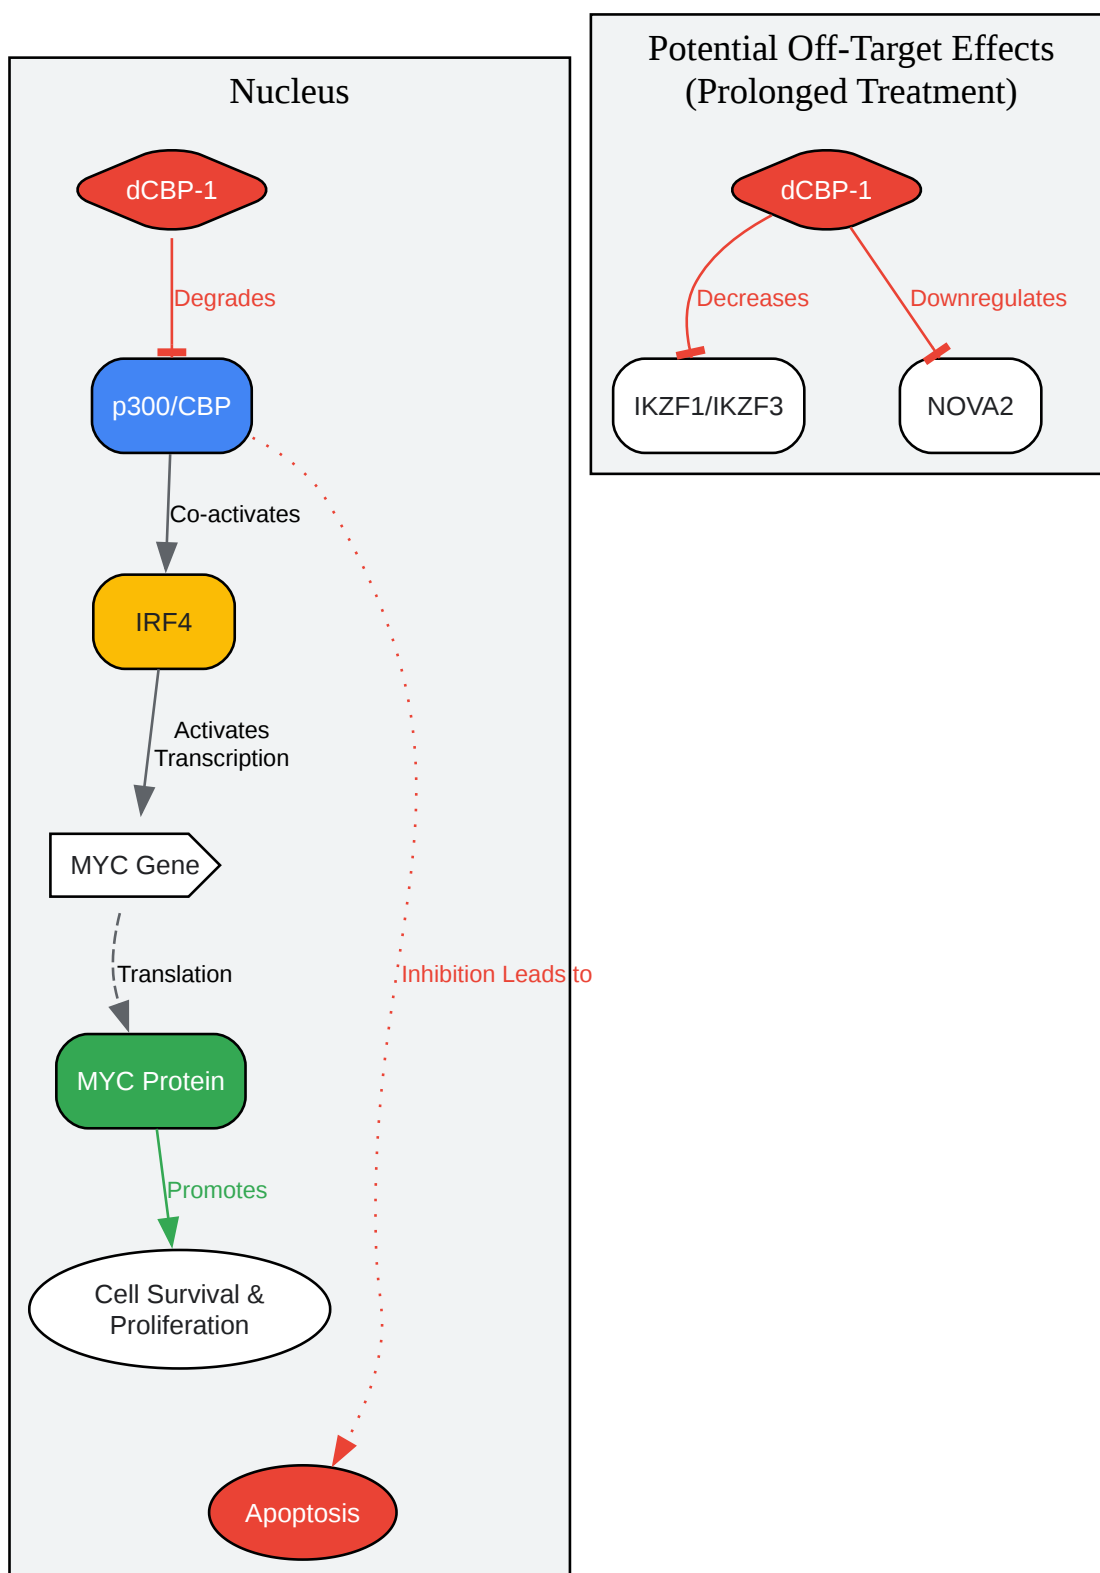 Nucleus
dCBP-1
Degrades
p300/CBP
Co-activates
IRF4
Activates
Transcription
MYC Gene
Translation
Inhibition Leads to
MYC Protein
Promotes
Cell Survival &
Proliferation
Apoptosis
Potential Off-Target Effects
(Prolonged Treatment)
dCBP-1
Decreases
Downregulates
IKZF1/IKZF3
NOVA2